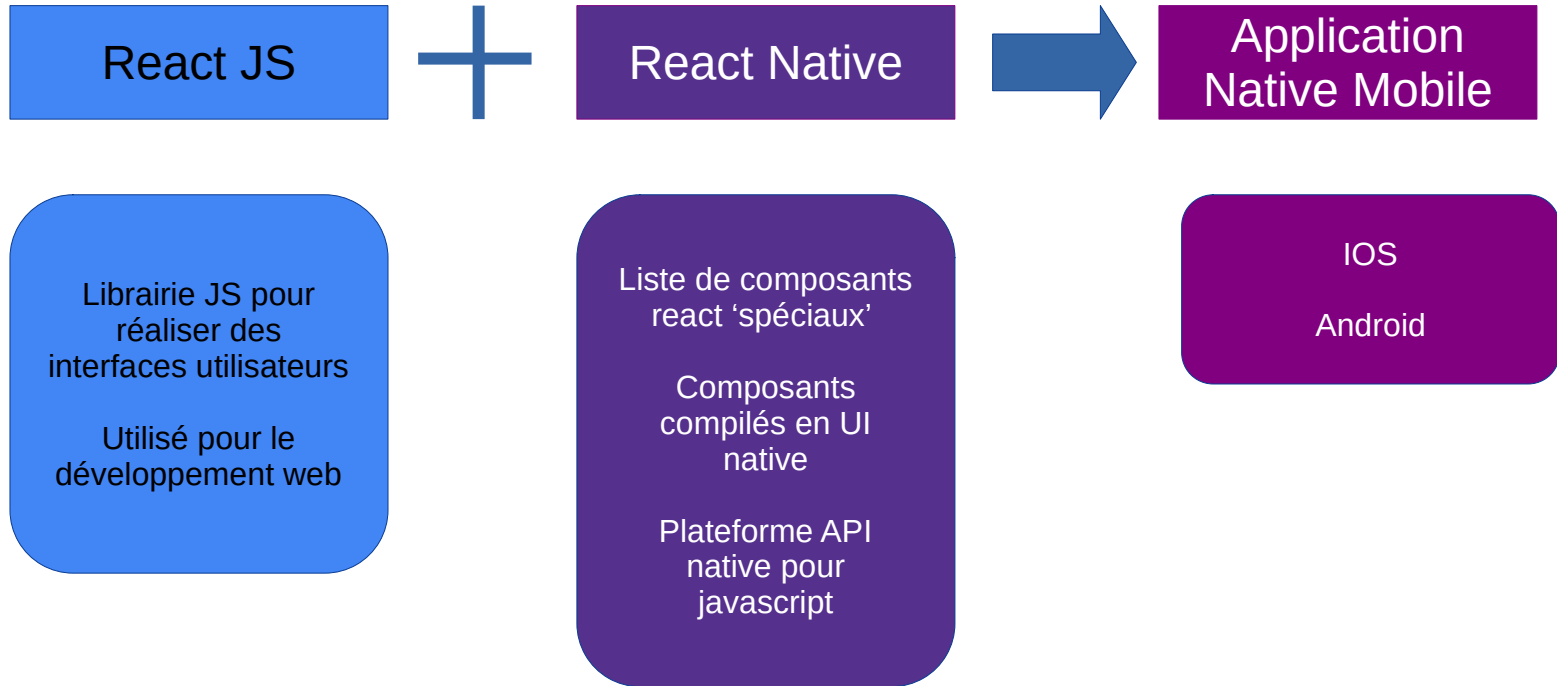 React JS
React Native
Application
Native Mobile
Librairie JS pour
réaliser des
interfaces utilisateurs
Utilisé pour le
développement web
Liste de composants
react ‘spéciaux’
Composants
compilés en UI
native
Plateforme API
native pour
javascript
IOS
Android